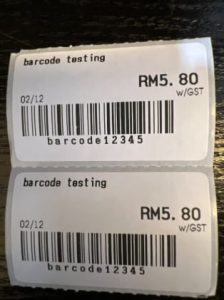 barcode testing
RM5.80
w/GST
02/12
barcode12345
barcode testing
RM5.80
w/GST
02/12
barcode12345